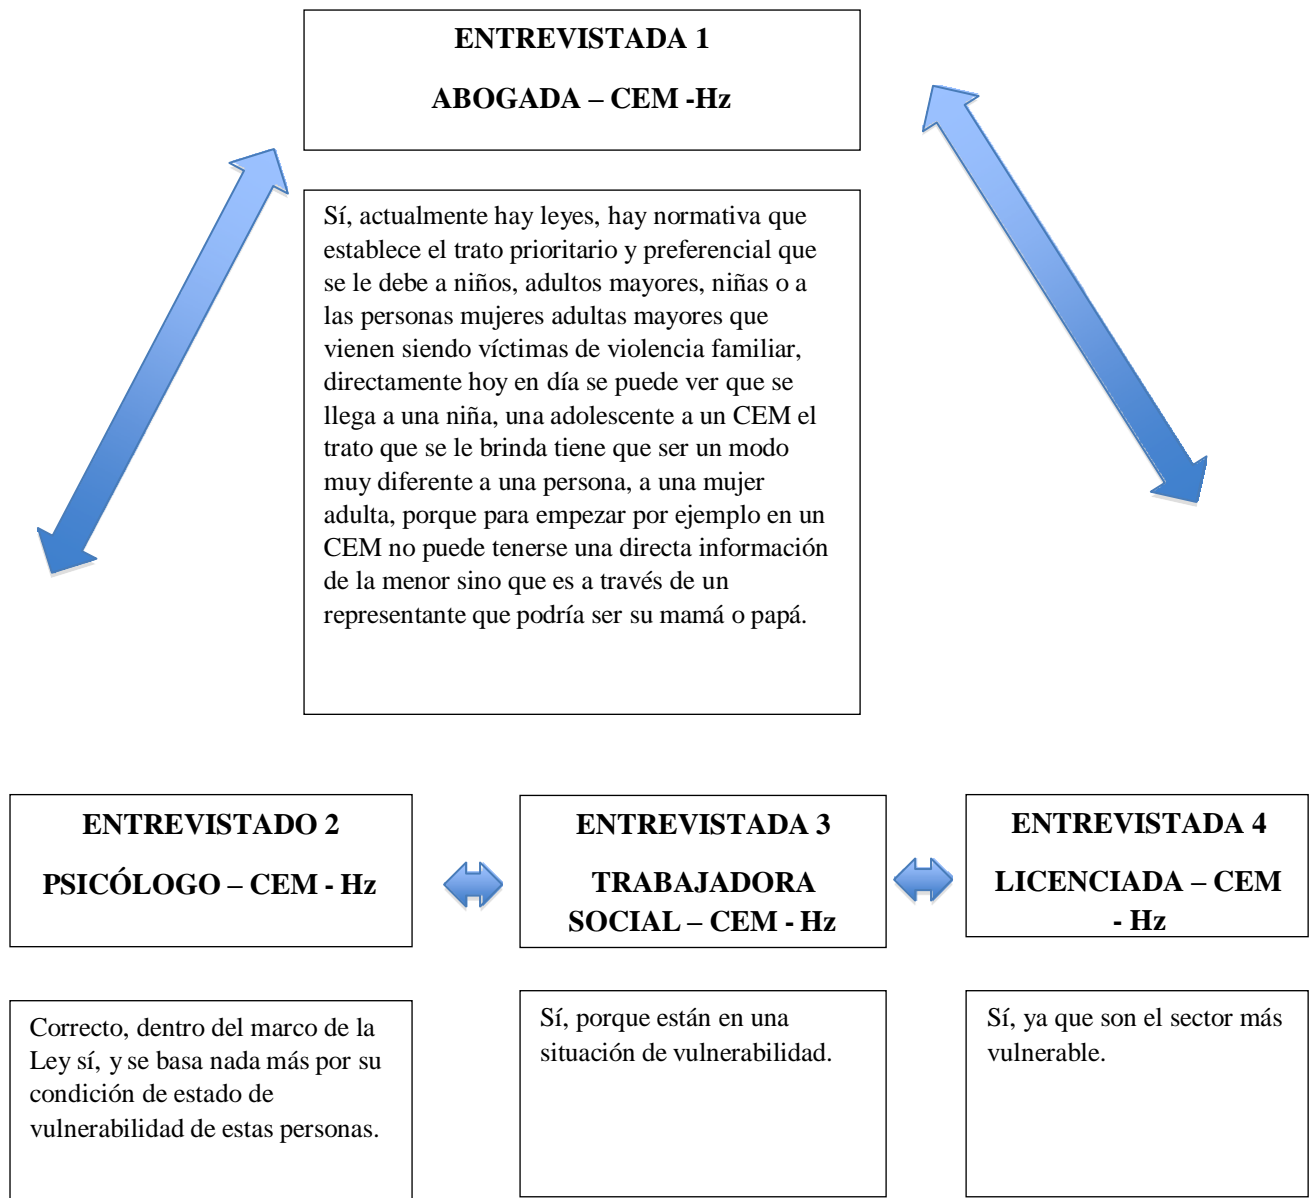 ENTREVISTADA 1
ABOGADA – CEM -Hz
Sí, actualmente hay leyes, hay normativa que
establece el trato prioritario y preferencial que
se le debe a niños, adultos mayores, niñas o a
las personas mujeres adultas mayores que
vienen siendo víctimas de violencia familiar,
directamente hoy en día se puede ver que se
llega a una niña, una adolescente a un CEM el
trato que se le brinda tiene que ser un modo
muy diferente a una persona, a una mujer
adulta, porque para empezar por ejemplo en un
CEM no puede tenerse una directa información
de la menor sino que es a través de un
representante que podría ser su mamá o papá.
ENTREVISTADO 2
PSICÓLOGO – CEM - Hz
Correcto, dentro del marco de la
Ley sí, y se basa nada más por su
condición de estado de
vulnerabilidad de estas personas.
ENTREVISTADA 3
TRABAJADORA
SOCIAL – CEM - Hz
Sí, porque están en una
situación de vulnerabilidad.
ENTREVISTADA 4
LICENCIADA – CEM
- Hz
Sí, ya que son el sector más
vulnerable.